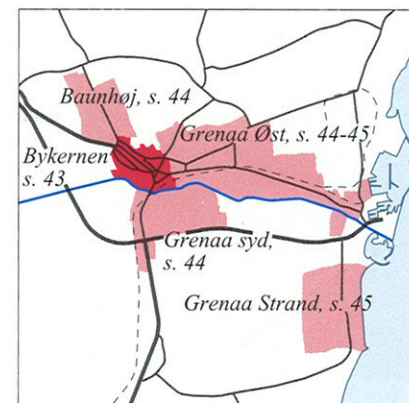 Baunhøj, s. 44
Grenaa Øst, s. 44-45
Bykernen
s. 43
Grenaa syd,
s. 44
Grenaa Strand, s. 45